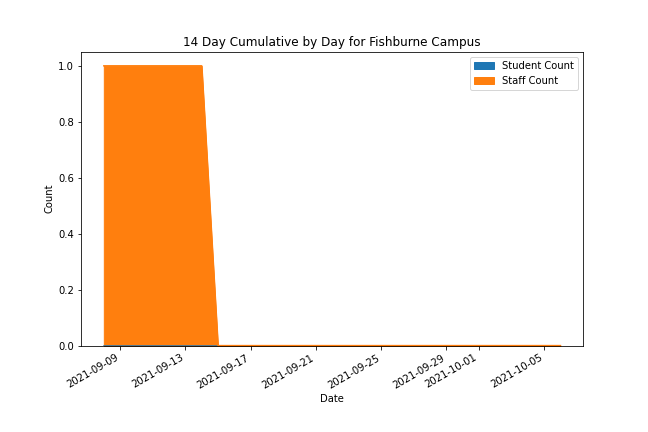 14 Day Cumulative by Day for Fishburne Campus
Student Count
Staff Count
1.0
0.8
0.6
0.4
0.2
0.0
Count
2021-09-09
2021-09-13
2021-09-17
2021-09-21
2021-09-25
2021-09-29
2021-10-01
2021-10-05
Date